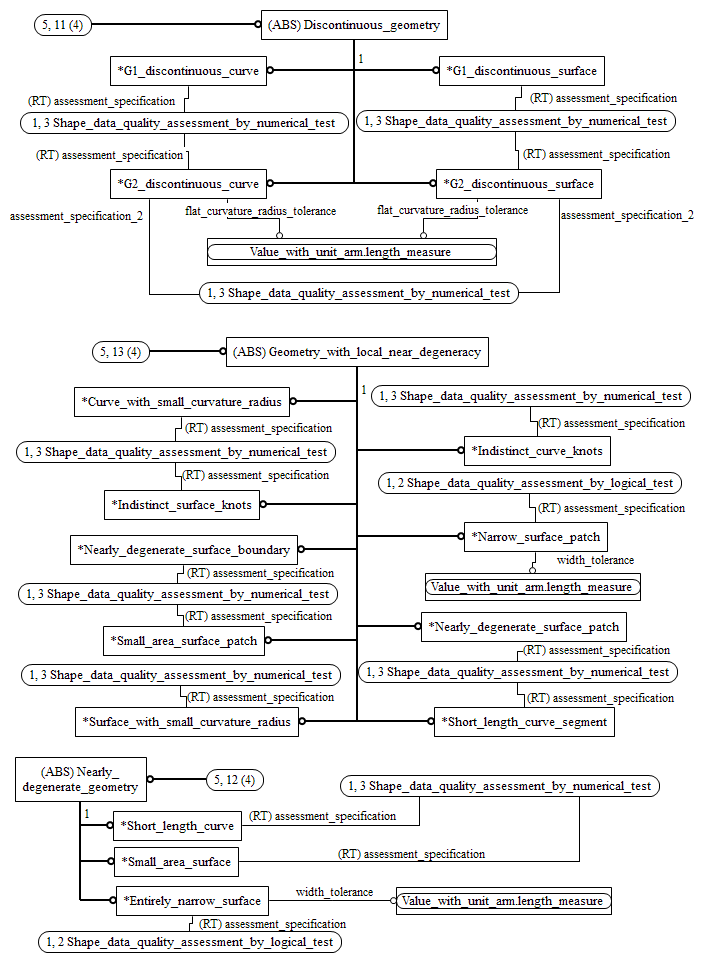 5, 11 (4)
(ABS) Discontinuous_geometry
1
*G1_discontinuous_curve
*G1_discontinuous_surface
(RT) assessment_specification
(RT) assessment_specification
1, 3 Shape_data_quality_assessment_by_numerical_test
1, 3 Shape_data_quality_assessment_by_numerical_test
(RT) assessment_specification
(RT) assessment_specification
*G2_discontinuous_curve
*G2_discontinuous_surface
assessment_specification_2
flat_curvature_radius_tolerance
flat_curvature_radius_tolerance
assessment_specification_2
Value_with_unit_arm.length_measure
1, 3 Shape_data_quality_assessment_by_numerical_test
5, 13 (4)
(ABS) Geometry_with_local_near_degeneracy
1
*Curve_with_small_curvature_radius
1, 3 Shape_data_quality_assessment_by_numerical_test
(RT) assessment_specification
(RT) assessment_specification
1, 3 Shape_data_quality_assessment_by_numerical_test
*Indistinct_curve_knots
(RT) assessment_specification
1, 2 Shape_data_quality_assessment_by_logical_test
*Indistinct_surface_knots
(RT) assessment_specification
*Nearly_degenerate_surface_boundary
*Narrow_surface_patch
(RT) assessment_specification
width_tolerance
1, 3 Shape_data_quality_assessment_by_numerical_test
Value_with_unit_arm.length_measure
(RT) assessment_specification
*Small_area_surface_patch
*Nearly_degenerate_surface_patch
(RT) assessment_specification
1, 3 Shape_data_quality_assessment_by_numerical_test
1, 3 Shape_data_quality_assessment_by_numerical_test
(RT) assessment_specification
(RT) assessment_specification
*Surface_with_small_curvature_radius
*Short_length_curve_segment
(ABS) Nearly_
degenerate_geometry
5, 12 (4)
1, 3 Shape_data_quality_assessment_by_numerical_test
1
*Short_length_curve
(RT) assessment_specification
*Small_area_surface
(RT) assessment_specification
*Entirely_narrow_surface
width_tolerance
Value_with_unit_arm.length_measure
(RT) assessment_specification
1, 2 Shape_data_quality_assessment_by_logical_test